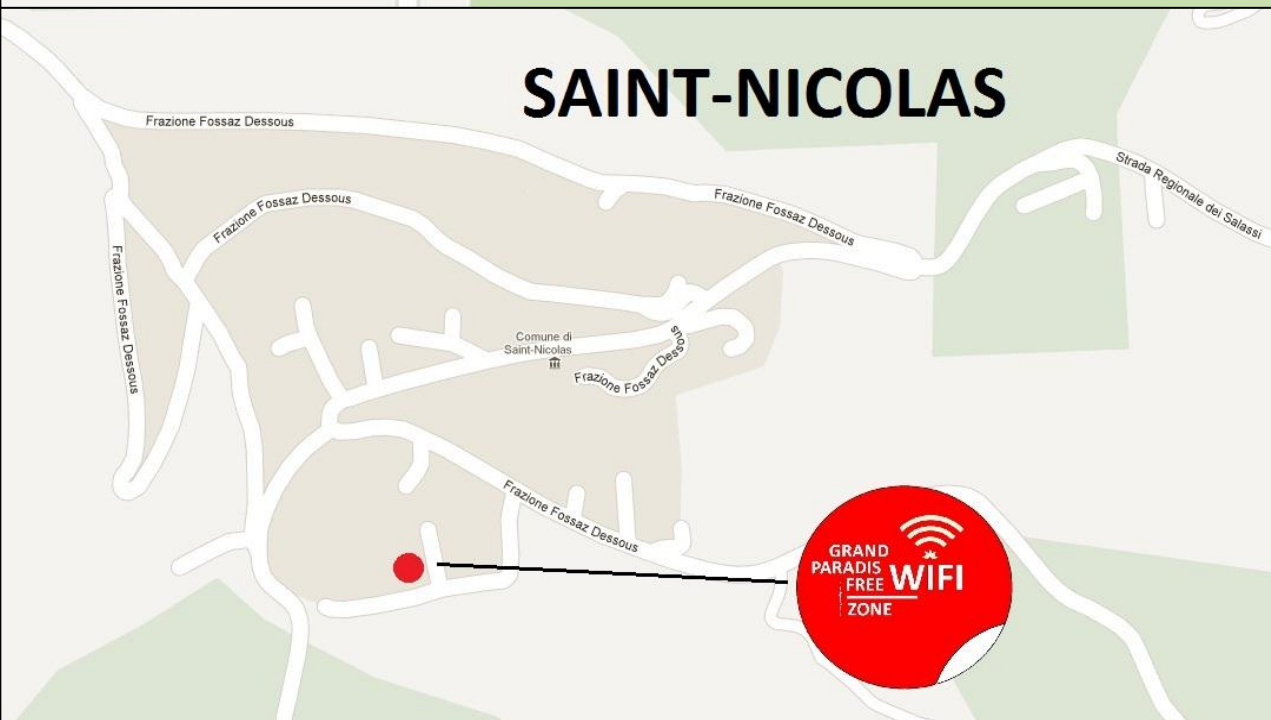 SAINT-NICOLAS
Frazione Fossaz Dessous
Strada Regionale dei Salassi
Frazione Fossaz Dessous
Frazione Fossaz Dessous
Frazione Fossaz Dessous
Comune di
Saint-Nicolas
Frazione Fossaz Dessous
Frazione Fossaz Dessous
GRAND
PARADIS
FREE WIFI
ZONE